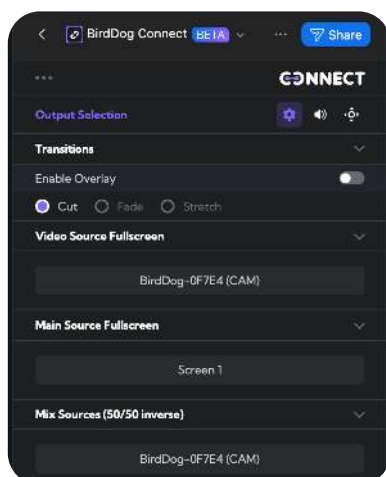 BirdDog Connect BETA
Share
CONNECT
Output Selection
Transitions
Enable Overlay
Cut Fade Stretch
Video Source Fullscreen
BirdDog-0F7E4 (CAM)
Main Source Fullscreen
Screen 1
Mix Sources (50/50 inverse)
BirdDog-0F7E4 (CAM)